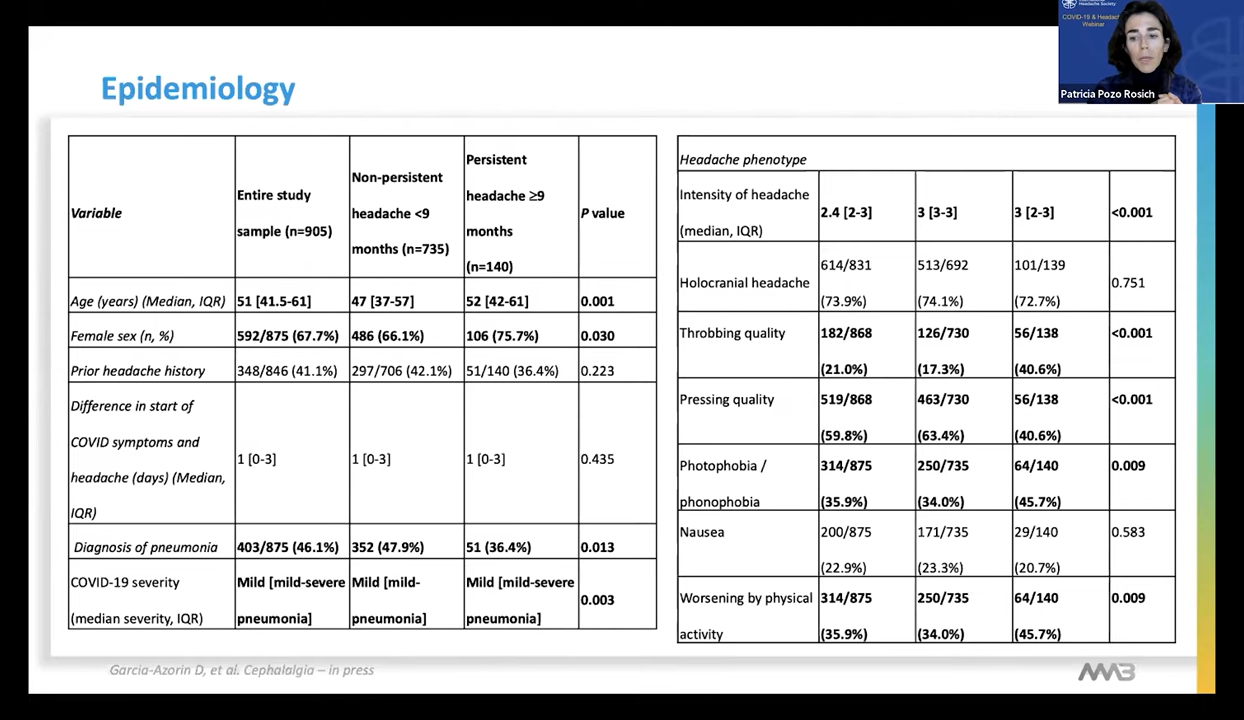 International
Headache Society
COVID-19 & Headache
Webinar
Patricia Pozo Rosich
Epidemiology
Variable
Entire study
sample (n=905)
Non-persistent
headache <9
months (n=735)
Persistent
headache ≥9
months
(n=140)
P value
Age (years) (Median, IQR) 51 [41.5-61] 47 [37-57] 52 [42-61] 0.001
Female sex (n, %) 592/875 (67.7%) 486 (66.1%) 106 (75.7%) 0.030
Prior headache history 348/846 (41.1%) 297/706 (42.1%) 51/140 (36.4%) 0.223
Difference in start of
COVID symptoms and
headache (days) (Median,
IQR)
1 [0-3] 1 [0-3] 1 [0-3] 0.435
Diagnosis of pneumonia 403/875 (46.1%) 352 (47.9%) 51 (36.4%) 0.013
COVID-19 severity
(median severity, IQR)
Mild [mild-severe
pneumonia]
Mild [mild-
pneumonia]
Mild [mild-severe
pneumonia]
0.003
Headache phenotype
Intensity of headache
(median, IQR)
2.4 [2-3] 3 [3-3] 3 [2-3] <0.001
Holocranial headache
614/831
(73.9%)
513/692
(74.1%)
101/139
(72.7%)
0.751
Throbbing quality
182/868
(21.0%)
126/730
(17.3%)
56/138
(40.6%)
<0.001
Pressing quality
519/868
(59.8%)
463/730
(63.4%)
56/138
(40.6%)
<0.001
Photophobia /
phonophobia
314/875
(35.9%)
250/735
(34.0%)
64/140
(45.7%)
0.009
Nausea
200/875
(22.9%)
171/735
(23.3%)
29/140
(20.7%)
0.583
Worsening by physical
activity
314/875
(35.9%)
250/735
(34.0%)
64/140
(45.7%)
0.009
Garcia-Azorin D, et al. Cephalalgia – in press